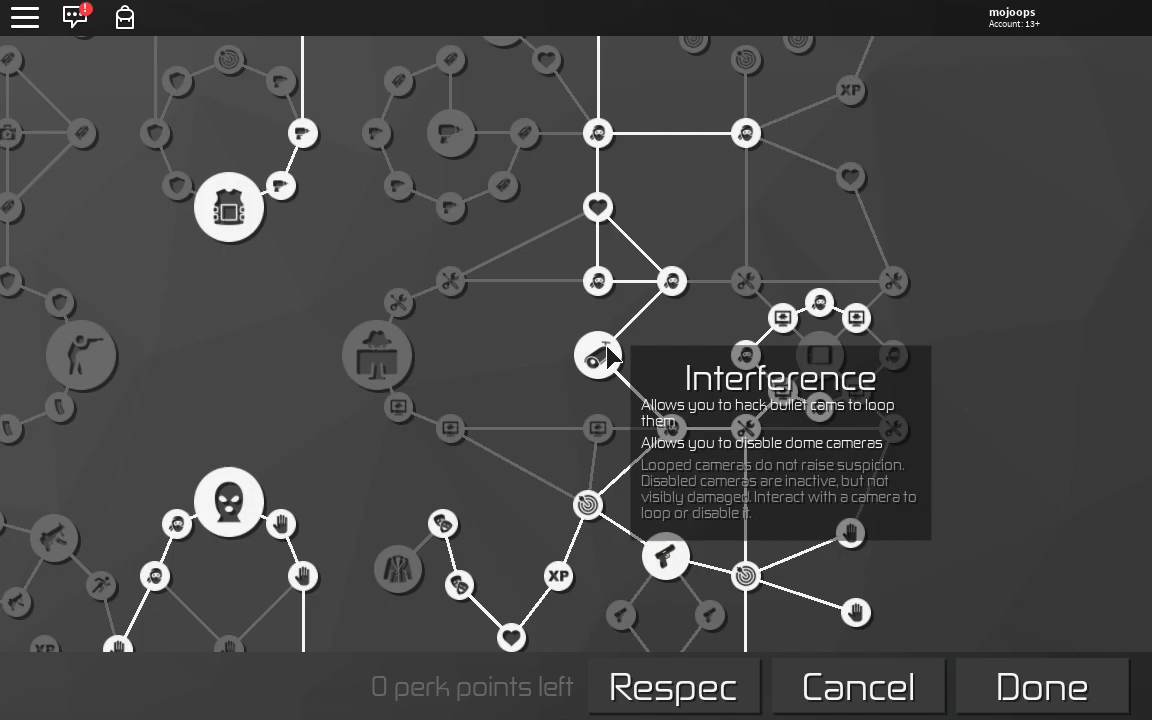 mojoops
Account: 13+
XP
Interference
Allows you to hack bullet cams to loop
them
Allows you to disable dome cameras
Looped cameras do not raise suspicion.
Disabled cameras are inactive, but not
visibly damaged. Interact with a camera to
loop or disable it.
XP
XP
0 perk points left
Respec
Cancel
Done